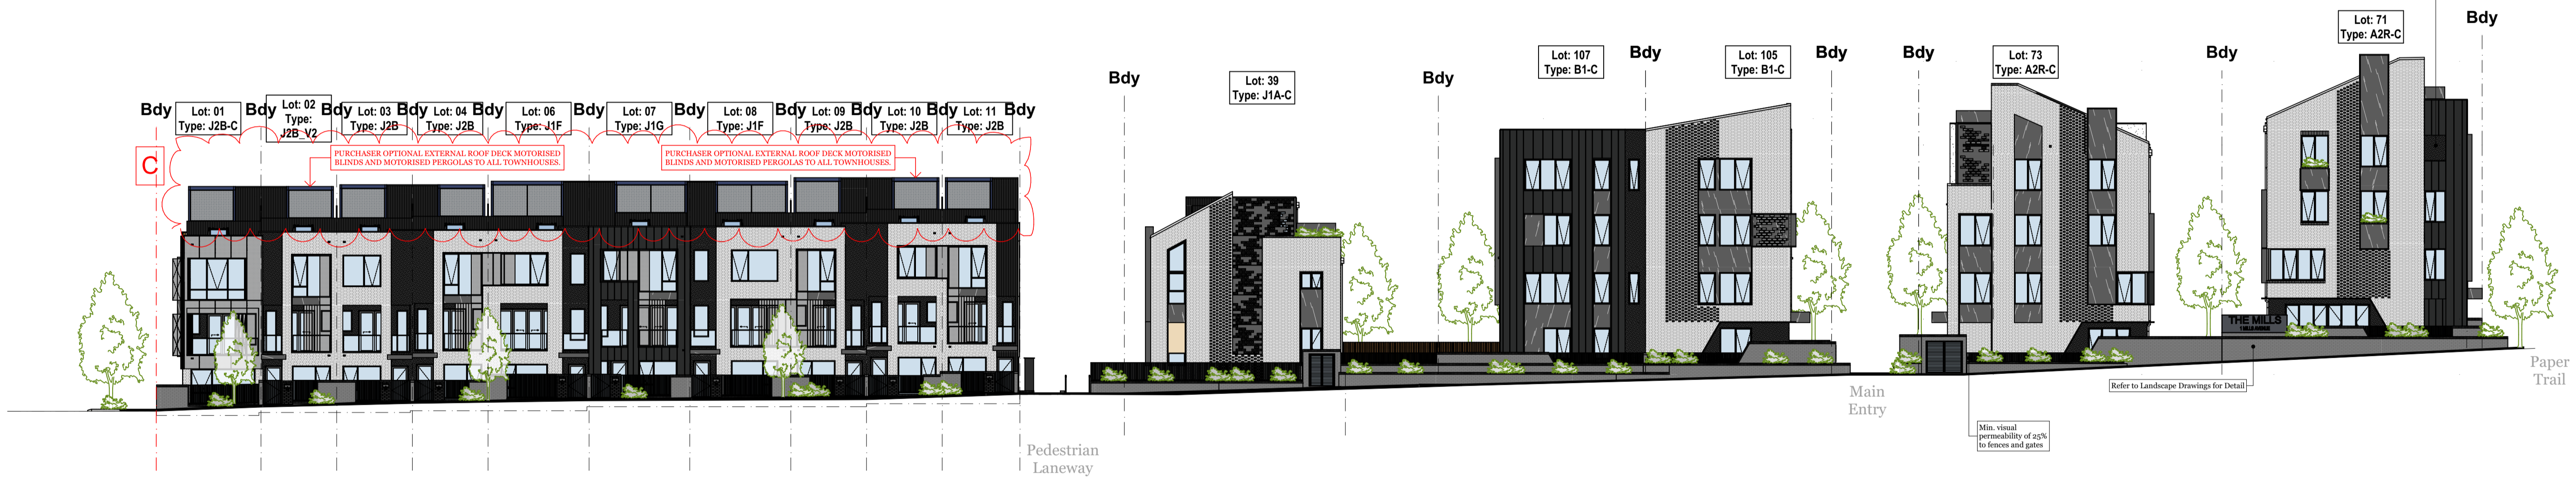 Bdy
Lot: 01
Type: J2B-C
Bdy
Lot: 02
Type:
J2B_V2
Bdy
Lot: 03
Type: J2B
Bdy
Lot: 04
Type: J2B
Bdy
Lot: 06
Type: J1F
Bdy
Lot: 07
Type: J1G
Bdy
Lot: 08
Type: J1F
Bdy
Lot: 09
Type: J2B
Bdy
Lot: 10
Type: J2B
Bdy
Lot: 11
Type: J2B
Bdy
C
PURCHASER OPTIONAL EXTERNAL ROOF DECK MOTORISED
BLINDS AND MOTORISED PERGOLAS TO ALL TOWNHOUSES.
PURCHASER OPTIONAL EXTERNAL ROOF DECK MOTORISED
BLINDS AND MOTORISED PERGOLAS TO ALL TOWNHOUSES.
Pedestrian
Laneway
Bdy
Lot: 39
Type: J1A-C
Bdy
Lot: 107
Type: B1-C
Bdy
Lot: 105
Type: B1-C
Bdy
Main
Entry
Bdy
Lot: 73
Type: A2R-C
Min. visual
permeability of 25%
to fences and gates
Bdy
Lot: 71
Type: A2R-C
Bdy
THE MILLS
1 MILLS AVENUE
Refer to Landscape Drawings for Detail
Paper
Trail